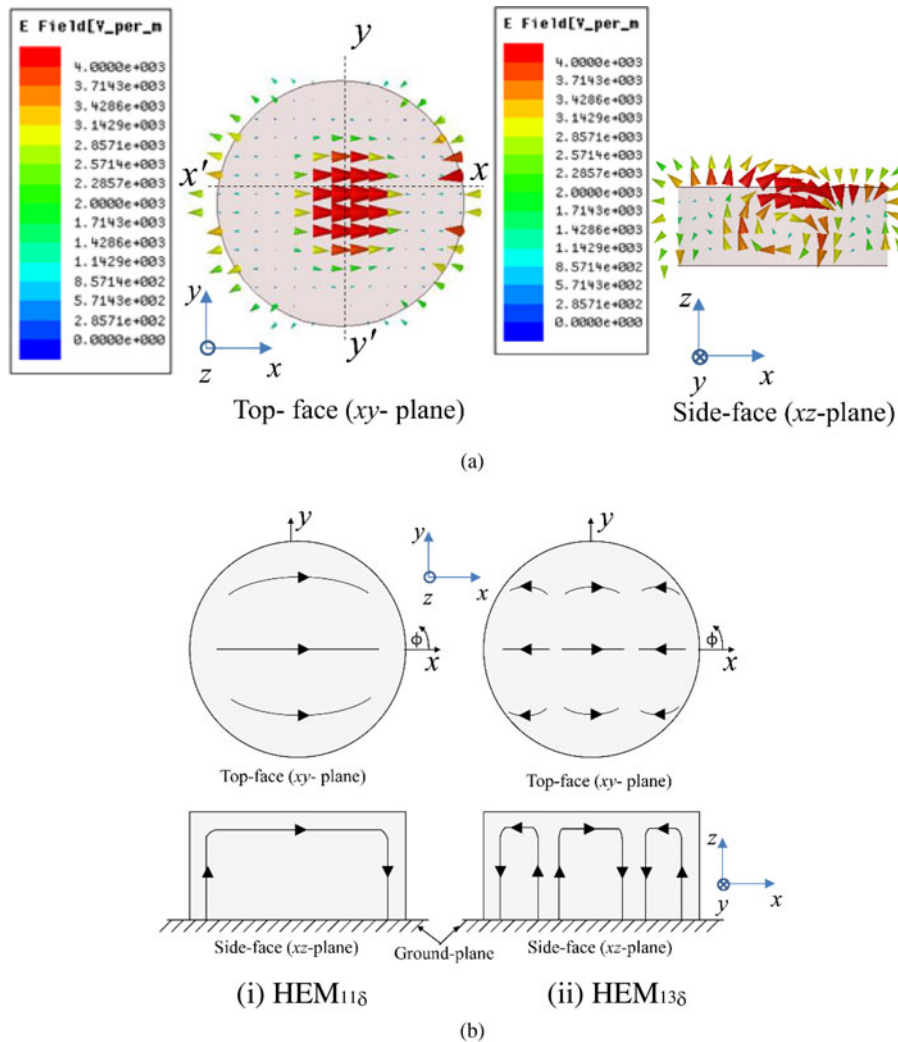 E Field[V_per_m
4.0000e+003
3.7143e+003
3.4286e+003
3.1429e+003
2.8571e+003
2.5714e+003
2.2857e+003
2.0000e+003
1.7143e+003
1.4286e+003
1.1429e+003
8.5714e+002
5.7143e+002
2.8571e+002
0.0000e+000
y
x'
x
y'
y
z
x
Top- face (xy- plane)
E Field[V_per_m
4.0000e+003
3.7143e+003
3.4286e+003
3.1429e+003
2.8571e+003
2.5714e+003
2.2857e+003
2.0000e+003
1.7143e+003
1.4286e+003
1.1429e+003
8.5714e+002
5.7143e+002
2.8571e+002
0.0000e+000
z
y
x
Side-face (xz-plane)
(a)
y
ϕ
x
Top-face (xy- plane)
y
z
x
y
ϕ
x
Top-face (xy- plane)
z
y
x
Side-face (xz-plane)
Ground-plane
Side-face (xz-plane)
(i) HEM11δ
(ii) HEM13δ
(b)